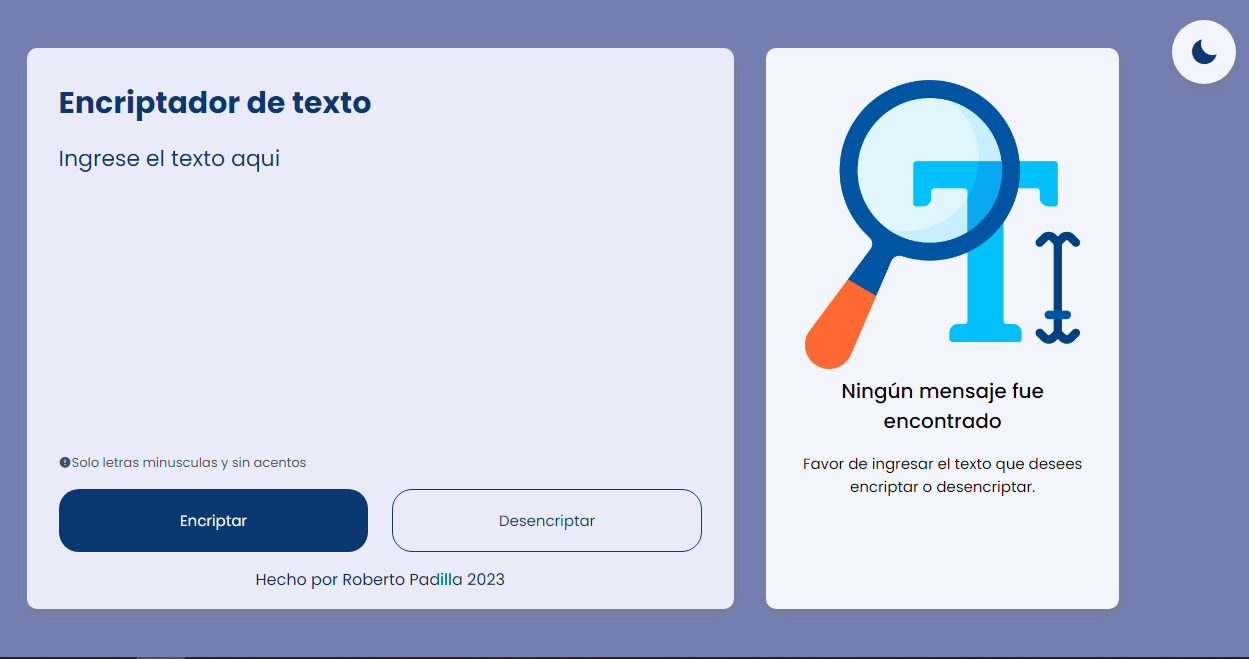 Encriptador de texto
Ingrese el texto aqui
Solo letras minusculas y sin acentos
Encriptar
Desencriptar
Hecho por Roberto Padilla 2023
Ningún mensaje fue
encontrado
Favor de ingresar el texto que desees
encriptar o desencriptar.